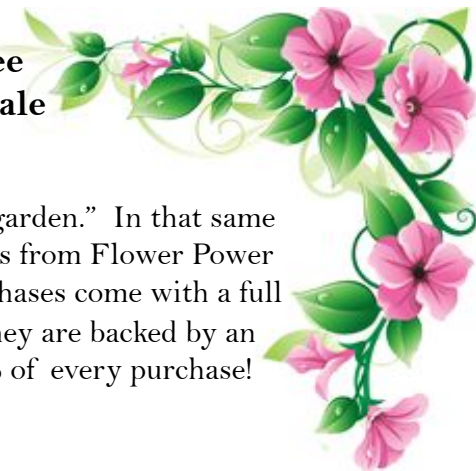 ee
ale
garden.” In that same
s from Flower Power
hases come with a full
hey are backed by an
of every purchase!